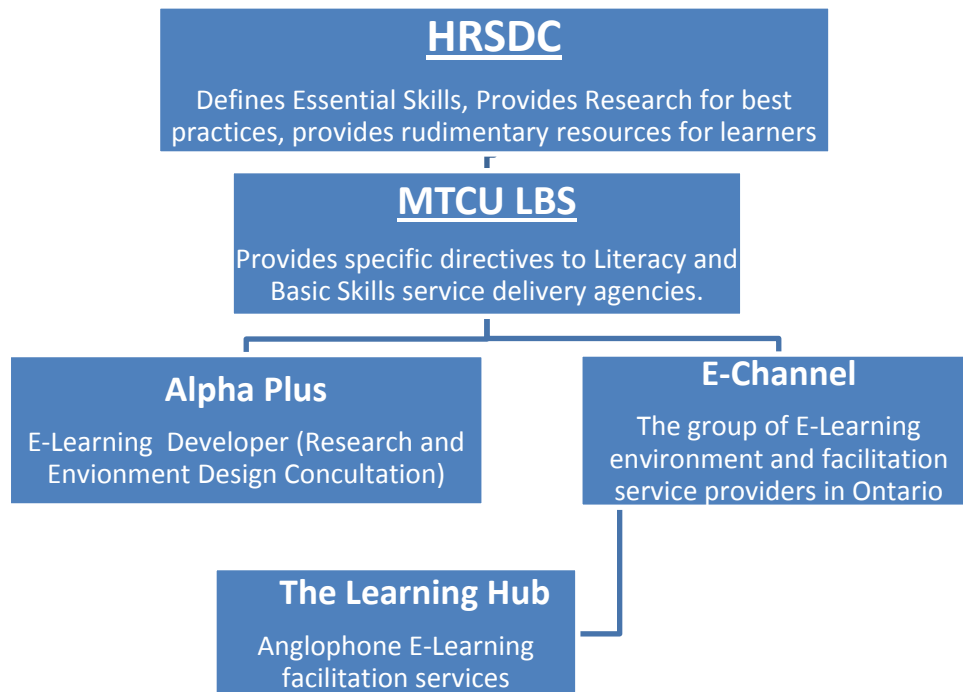 HRSDC
Defines Essential Skills, Provides Research for best
practices, provides rudimentary resources for learners
MTCU LBS
Provides specific directives to Literacy and
Basic Skills service delivery agencies.
Alpha Plus
E-Learning Developer (Research and
Envionment Design Concultation)
E-Channel
The group of E-Learning
environment and facilitation
service providers in Ontario
The Learning Hub
Anglophone E-Learning
facilitation services